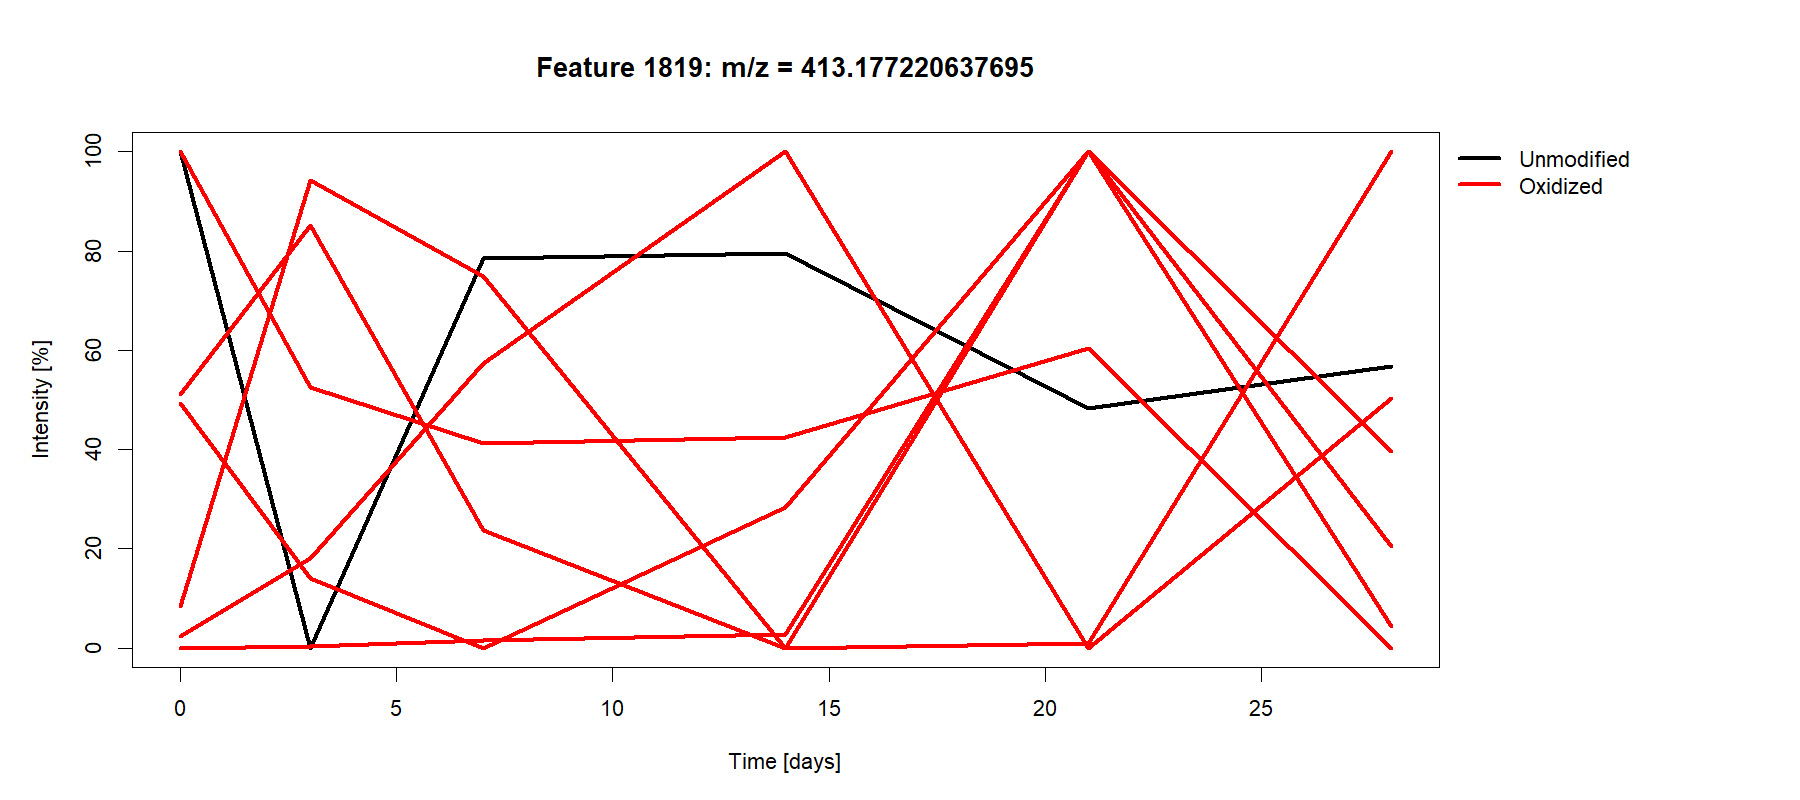 Feature 1819: m/z = 413.177220637695
Unmodified
Oxidized
100
80
60
40
20
0
Intensity [%]
0 5 10 15 20 25
Time [days]